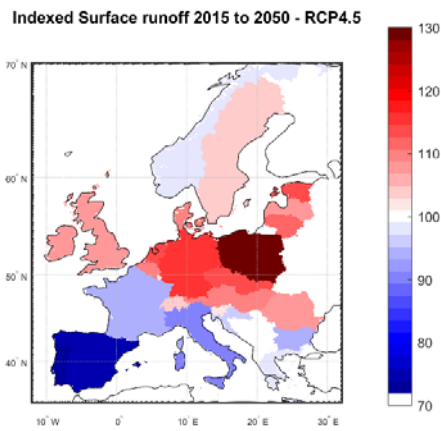 Indexed Surface runoff 2015 to 2050 - RCP4.5
130
120
110
100
90
80
70
70° N
60° N
50° N
40° N
10° W
0°
10° E
20° E
30° E